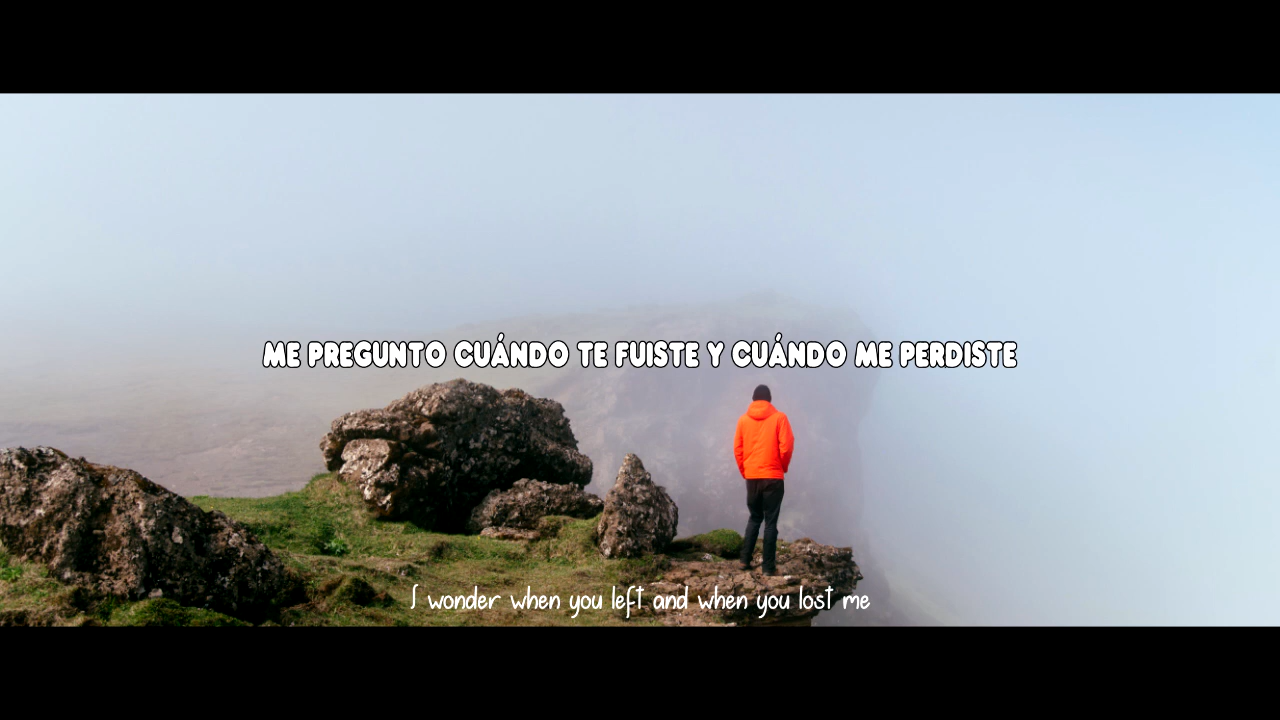 ME PREGUNTO CUÁNDO TE FUISTE Y CUÁNDO ME PERDISTE
I wonder when you left and when you lost me